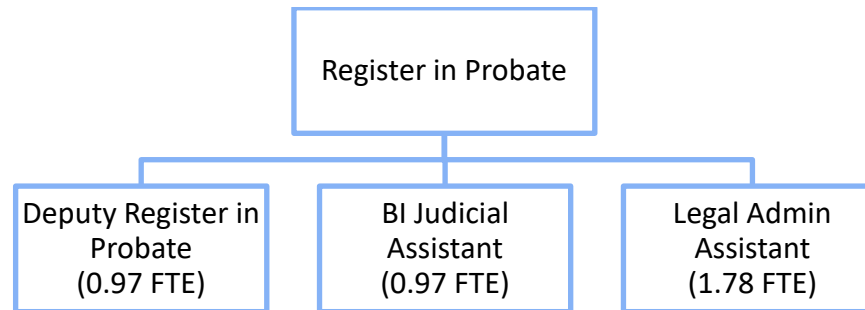 Register in Probate
Deputy Register in
Probate
(0.97 FTE)
BI Judicial
Assistant
(0.97 FTE)
Legal Admin
Assistant
(1.78 FTE)